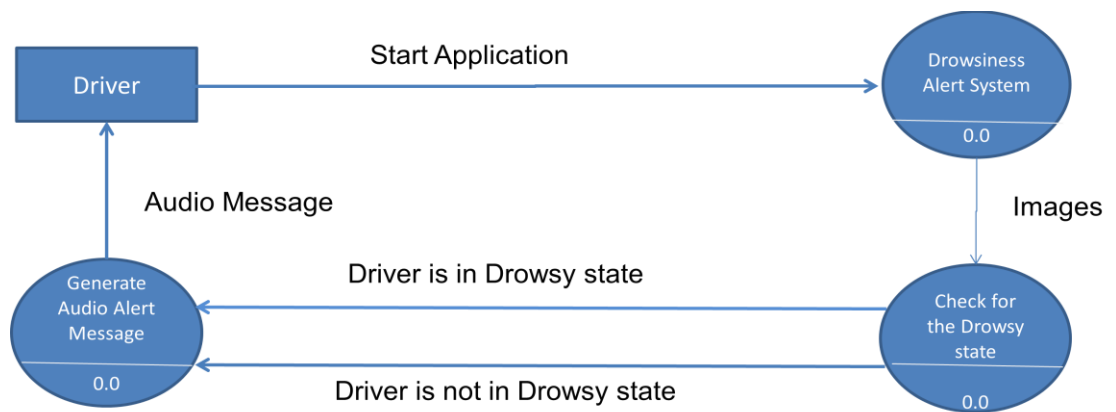 Driver
Start Application
Drowsiness
Alert System
0.0
Audio Message
Images
Generate
Audio Alert
Message
0.0
Driver is in Drowsy state
Driver is not in Drowsy state
Check for
the Drowsy
state
0.0